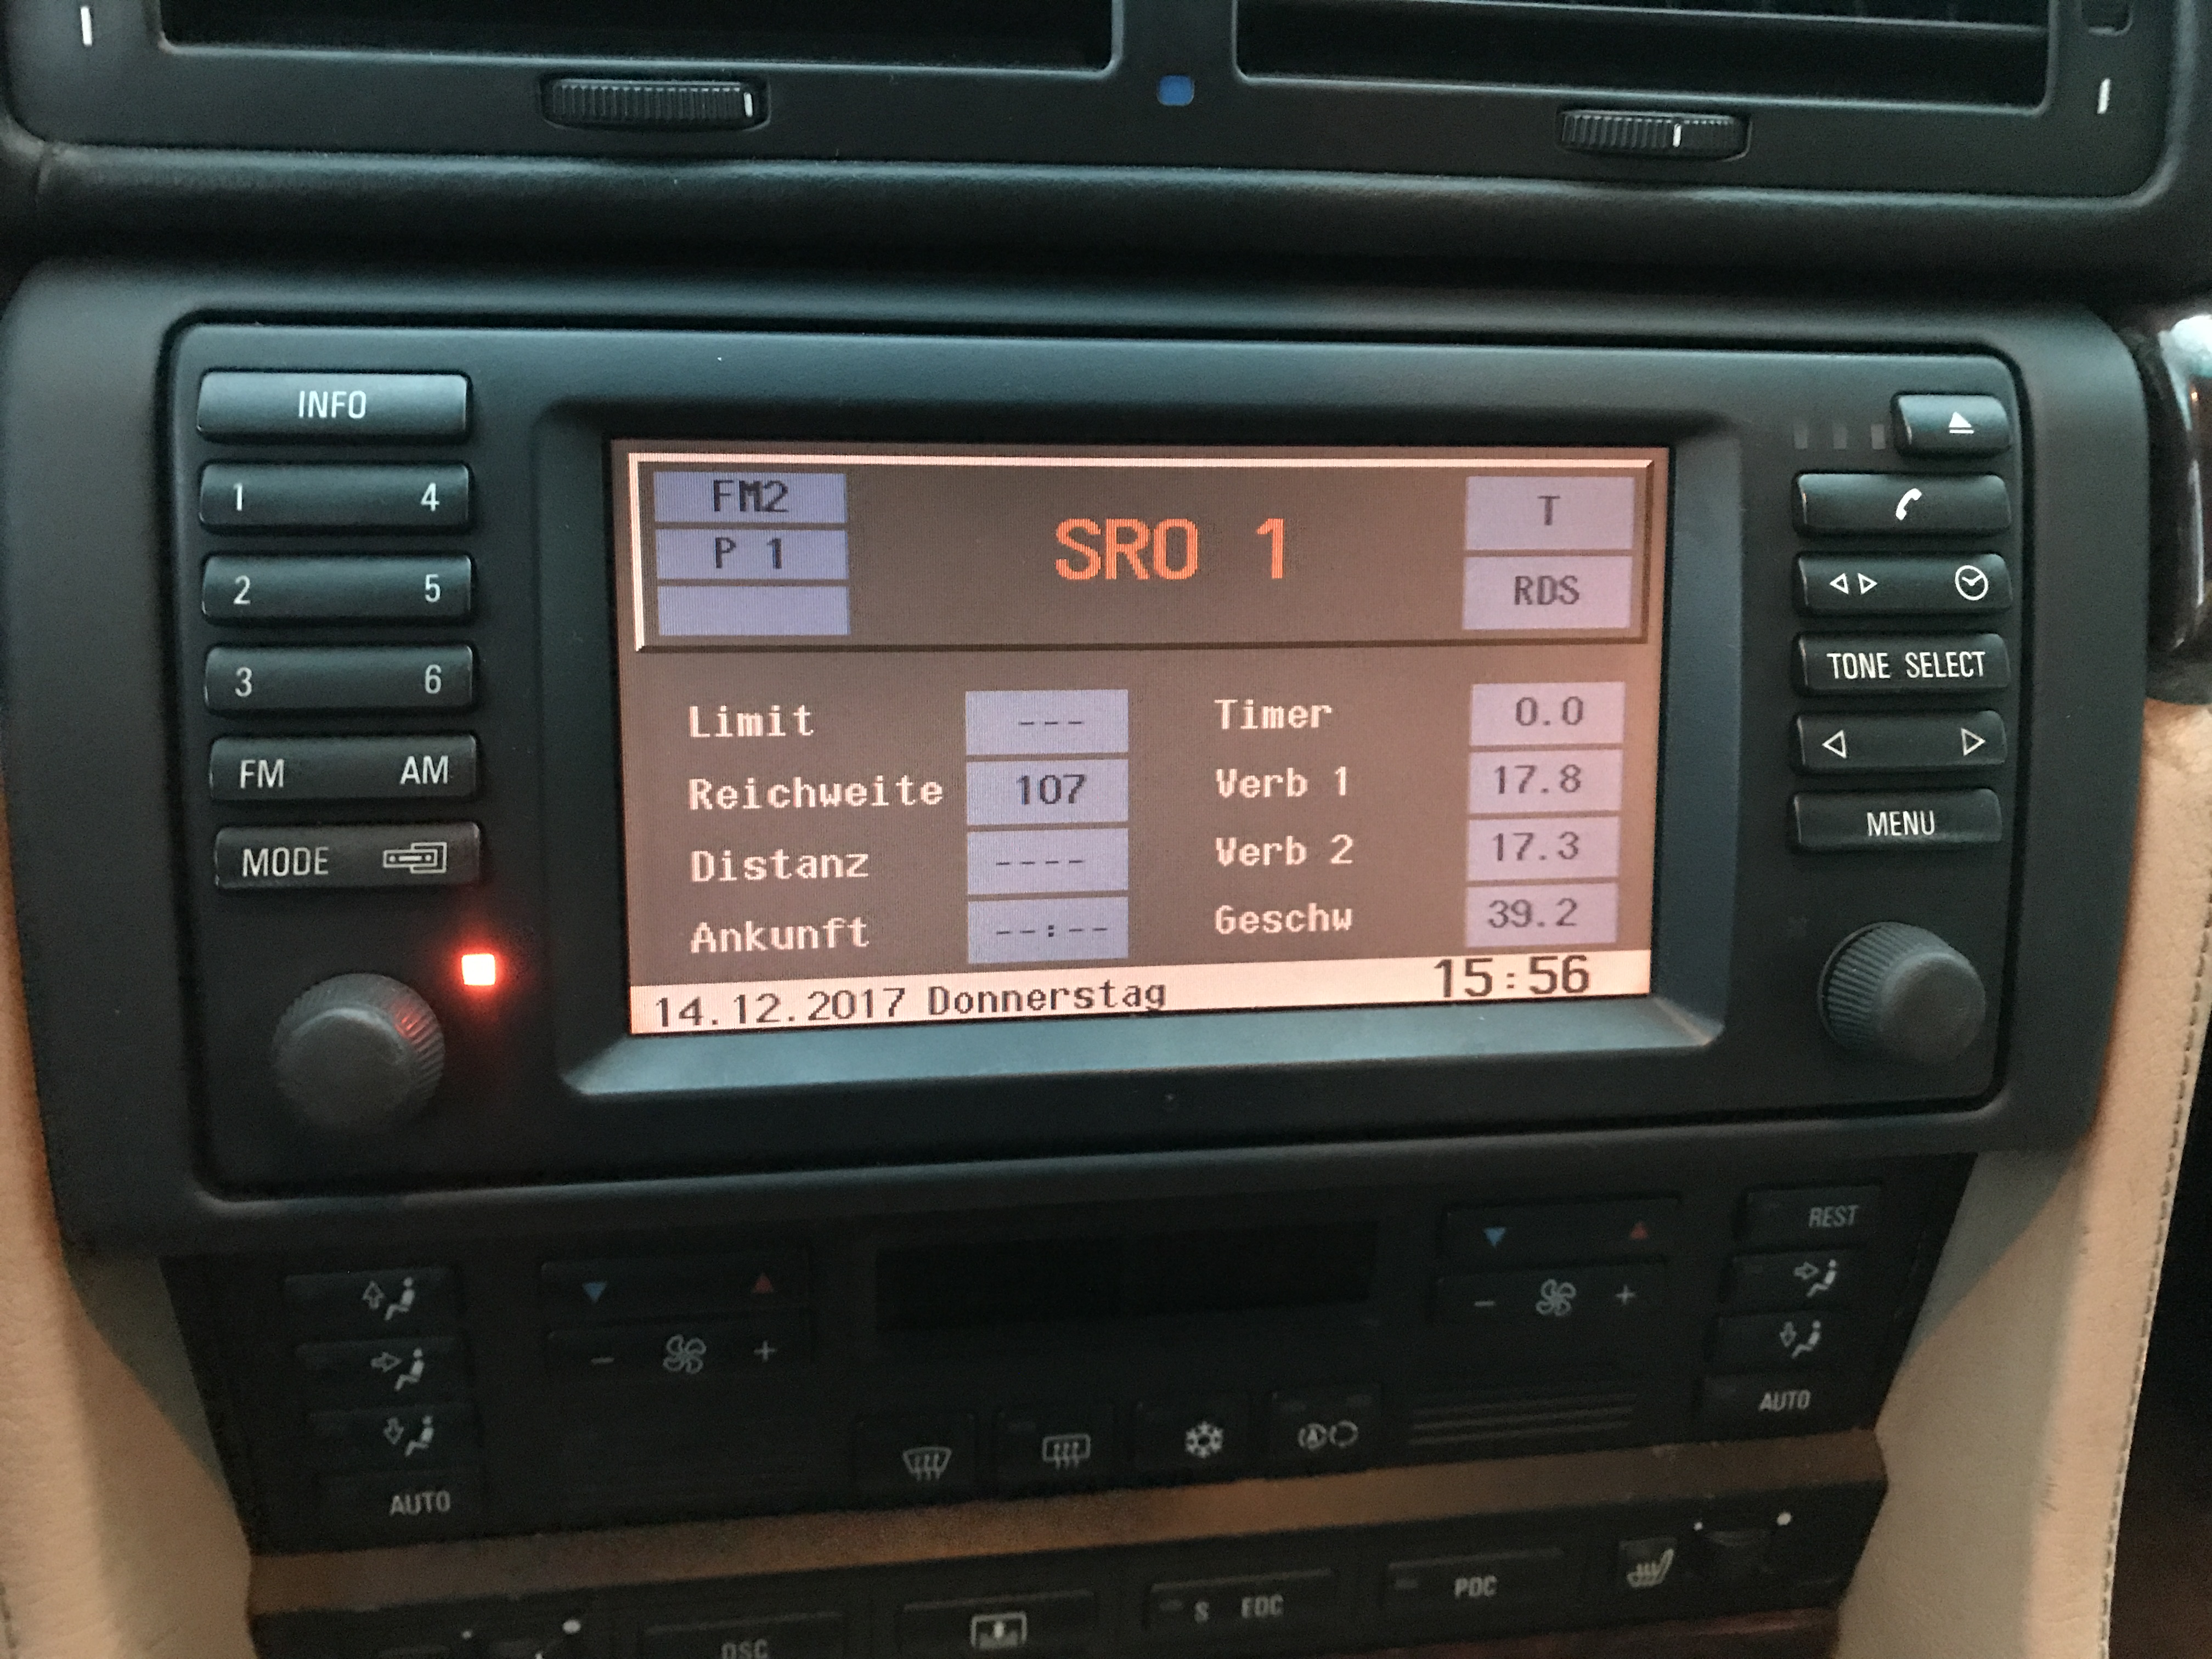 INFO
1 4
2 5
3 6
FM AM
MODE
FM2
P 1
SRO 1
T
RDS
Limit ---
Reichweite 107
Distanz ----
Ankunft --:--
Timer 0.0
Verb 1 17.8
Verb 2 17.3
Geschw 39.2
14.12.2017 Donnerstag 15:56
TONE SELECT
MENU
REST
AUTO
AUTO
DSC
S EDC
PDC